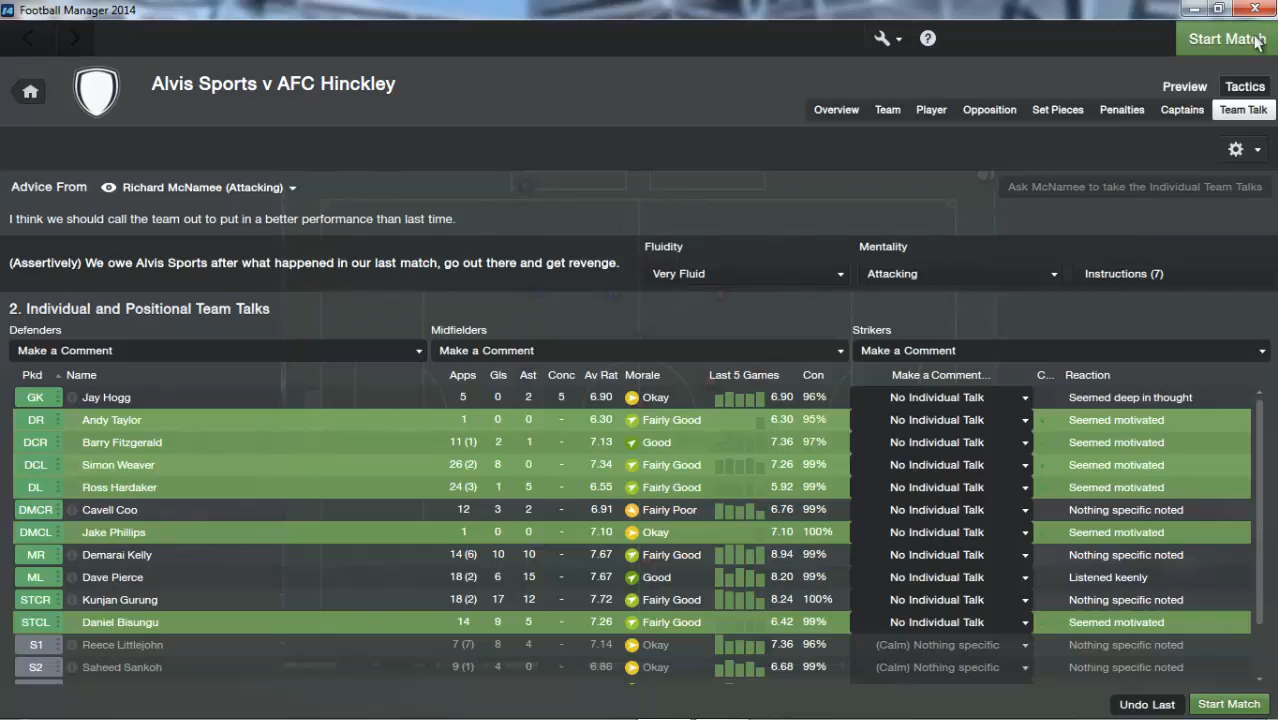 Football Manager 2014
Start Match
Alvis Sports v AFC Hinckley
Preview Tactics
Overview Team Player Opposition Set Pieces Penalties Captains Team Talk
Advice From Richard McNamee (Attacking) Ask McNamee to take the Individual Team Talks
I think we should call the team out to put in a better performance than last time.
Fluidity Mentality
(Assertively) We owe Alvis Sports after what happened in our last match, go out there and get revenge.
Very Fluid Attacking Instructions (7)
2. Individual and Positional Team Talks
Defenders Midfielders Strikers
Make a Comment Make a Comment Make a Comment
Pkd Name Apps Gls Ast Conc Av Rat Morale Last 5 Games Con Make a Comment... C... Reaction
GK Jay Hogg 5 0 2 5 6.90 Okay 6.90 96% No Individual Talk Seemed deep in thought
DR Andy Taylor 1 0 0 - 6.30 Fairly Good 6.30 95% No Individual Talk Seemed motivated
DCR Barry Fitzgerald 11 (1) 2 1 - 7.13 Good 7.36 97% No Individual Talk Seemed motivated
DCL Simon Weaver 26 (2) 8 0 - 7.34 Fairly Good 7.26 99% No Individual Talk Seemed motivated
DL Ross Hardaker 24 (3) 1 5 - 6.55 Fairly Good 5.92 99% No Individual Talk Seemed motivated
DMCR Cavell Coo 12 3 2 - 6.91 Fairly Poor 6.76 99% No Individual Talk Nothing specific noted
DMCL Jake Phillips 1 0 0 - 7.10 Okay 7.10 100% No Individual Talk Seemed motivated
MR Demarai Kelly 14 (6) 10 10 - 7.67 Fairly Good 8.94 99% No Individual Talk Nothing specific noted
ML Dave Pierce 18 (2) 6 15 - 7.67 Good 8.20 99% No Individual Talk Listened keenly
STCR Kunjan Gurung 18 (2) 17 12 - 7.72 Fairly Good 8.24 100% No Individual Talk Nothing specific noted
STCL Daniel Bisungu 14 9 5 - 7.26 Fairly Good 6.42 99% No Individual Talk Seemed motivated
S1 Reece Littlejohn 7 (7) 8 4 - 7.14 Okay 7.36 96% (Calm) Nothing specific Nothing specific noted
S2 Saheed Sankoh 9 (1) 4 0 - 6.86 Okay 6.68 99% (Calm) Nothing specific Nothing specific noted
Undo Last Start Match